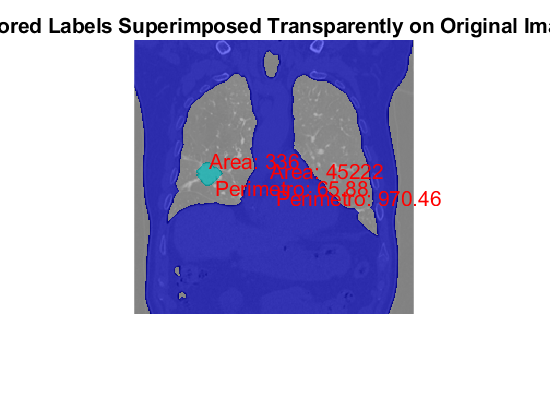 ored Labels Superimposed Transparently on Original Ima
Area: 336
Area: 45222
Perimetro: 65.88
Perimetro: 970.46